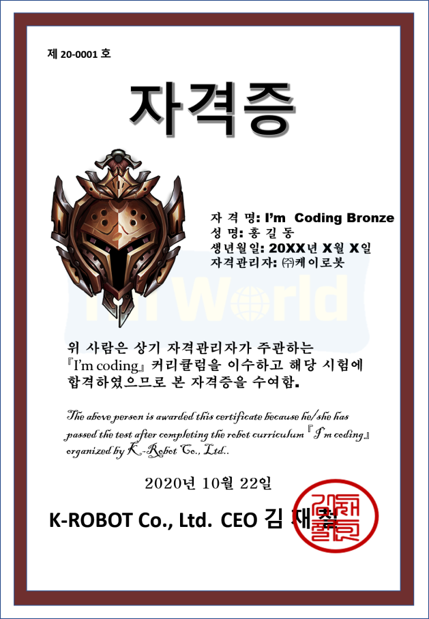 제 20-0001 호
자격증
자 격 명: I'm Coding Bronze
성 명: 홍 길 동
생년월일: 20XX년 X월 X일
자격관리자: ㈜케이로봇
위 사람은 상기 자격관리자가 주관하는
『I'm coding』 커리큘럼을 이수하고 해당 시험에
합격하였으므로 본 자격증을 수여함.
The above person is awarded this certificate because he/she has
passed the test after completing the robot curriculum『I'm coding』
organized by K-Robot Co., Ltd..
2020년 10월 22일
K-ROBOT Co., Ltd. CEO 김 재 철